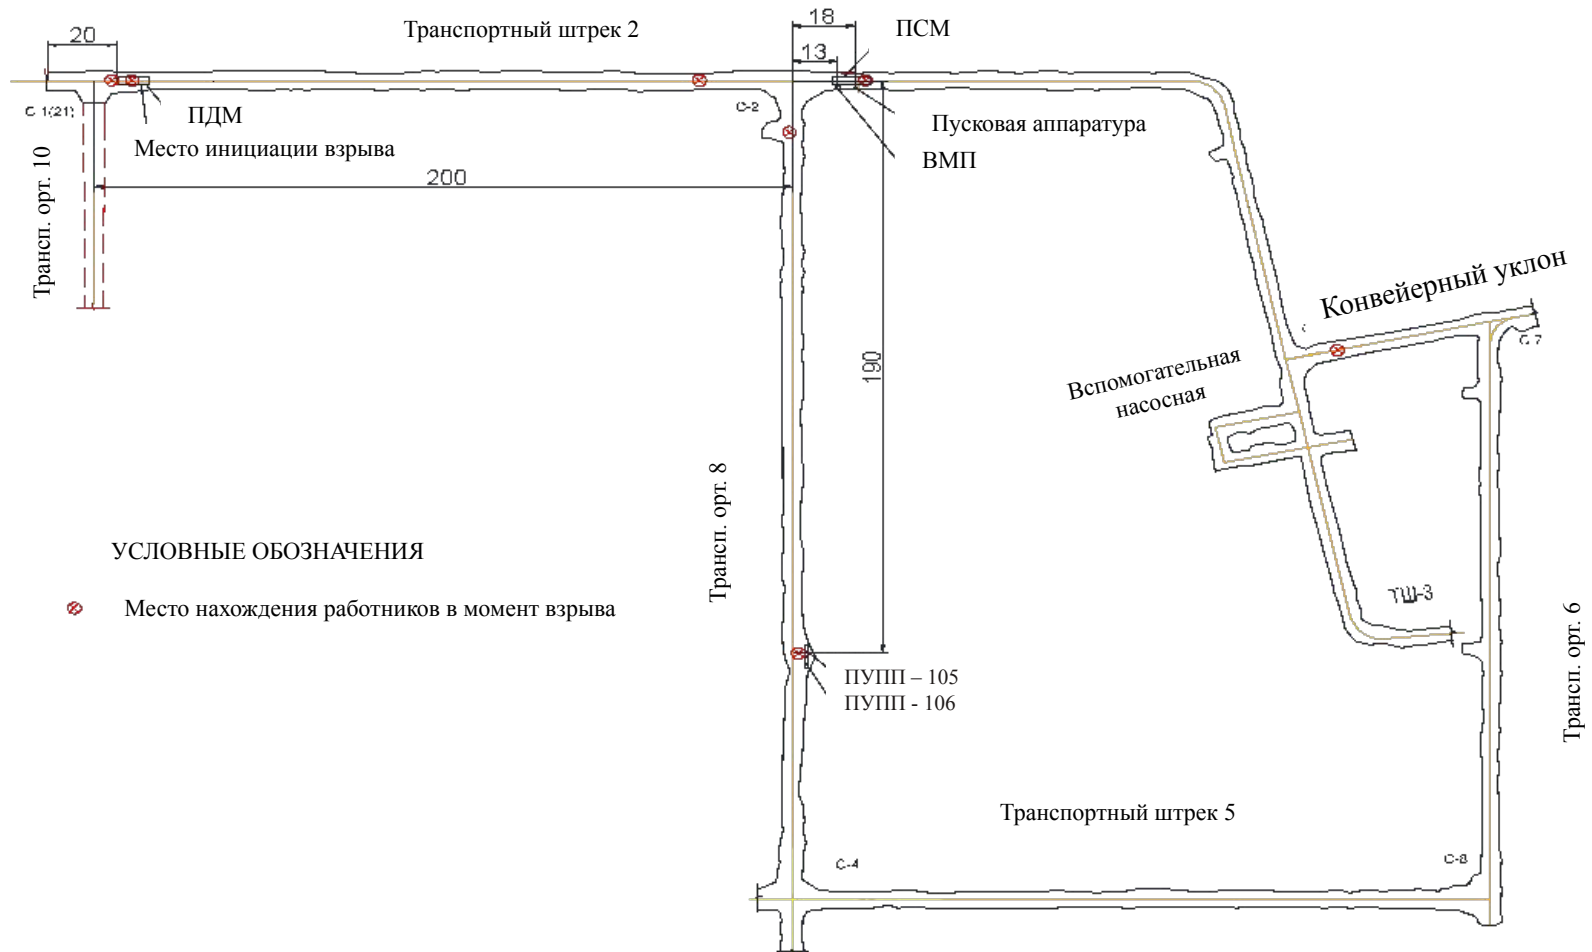 Транспортный штрек 2
20
18
13
ПСМ
С-1(21)
С-2
ПДМ
Место инициации взрыва
Пусковая аппаратура
ВМП
Трансп. орт. 10
200
190
Конвейерный уклон
С-7
Вспомогательная
насосная
Трансп. орт. 8
УСЛОВНЫЕ ОБОЗНАЧЕНИЯ
Место нахождения работников в момент взрыва
ТШ-3
Трансп. орт. 6
ПУПП – 105
ПУПП - 106
Транспортный штрек 5
С-4
С-8